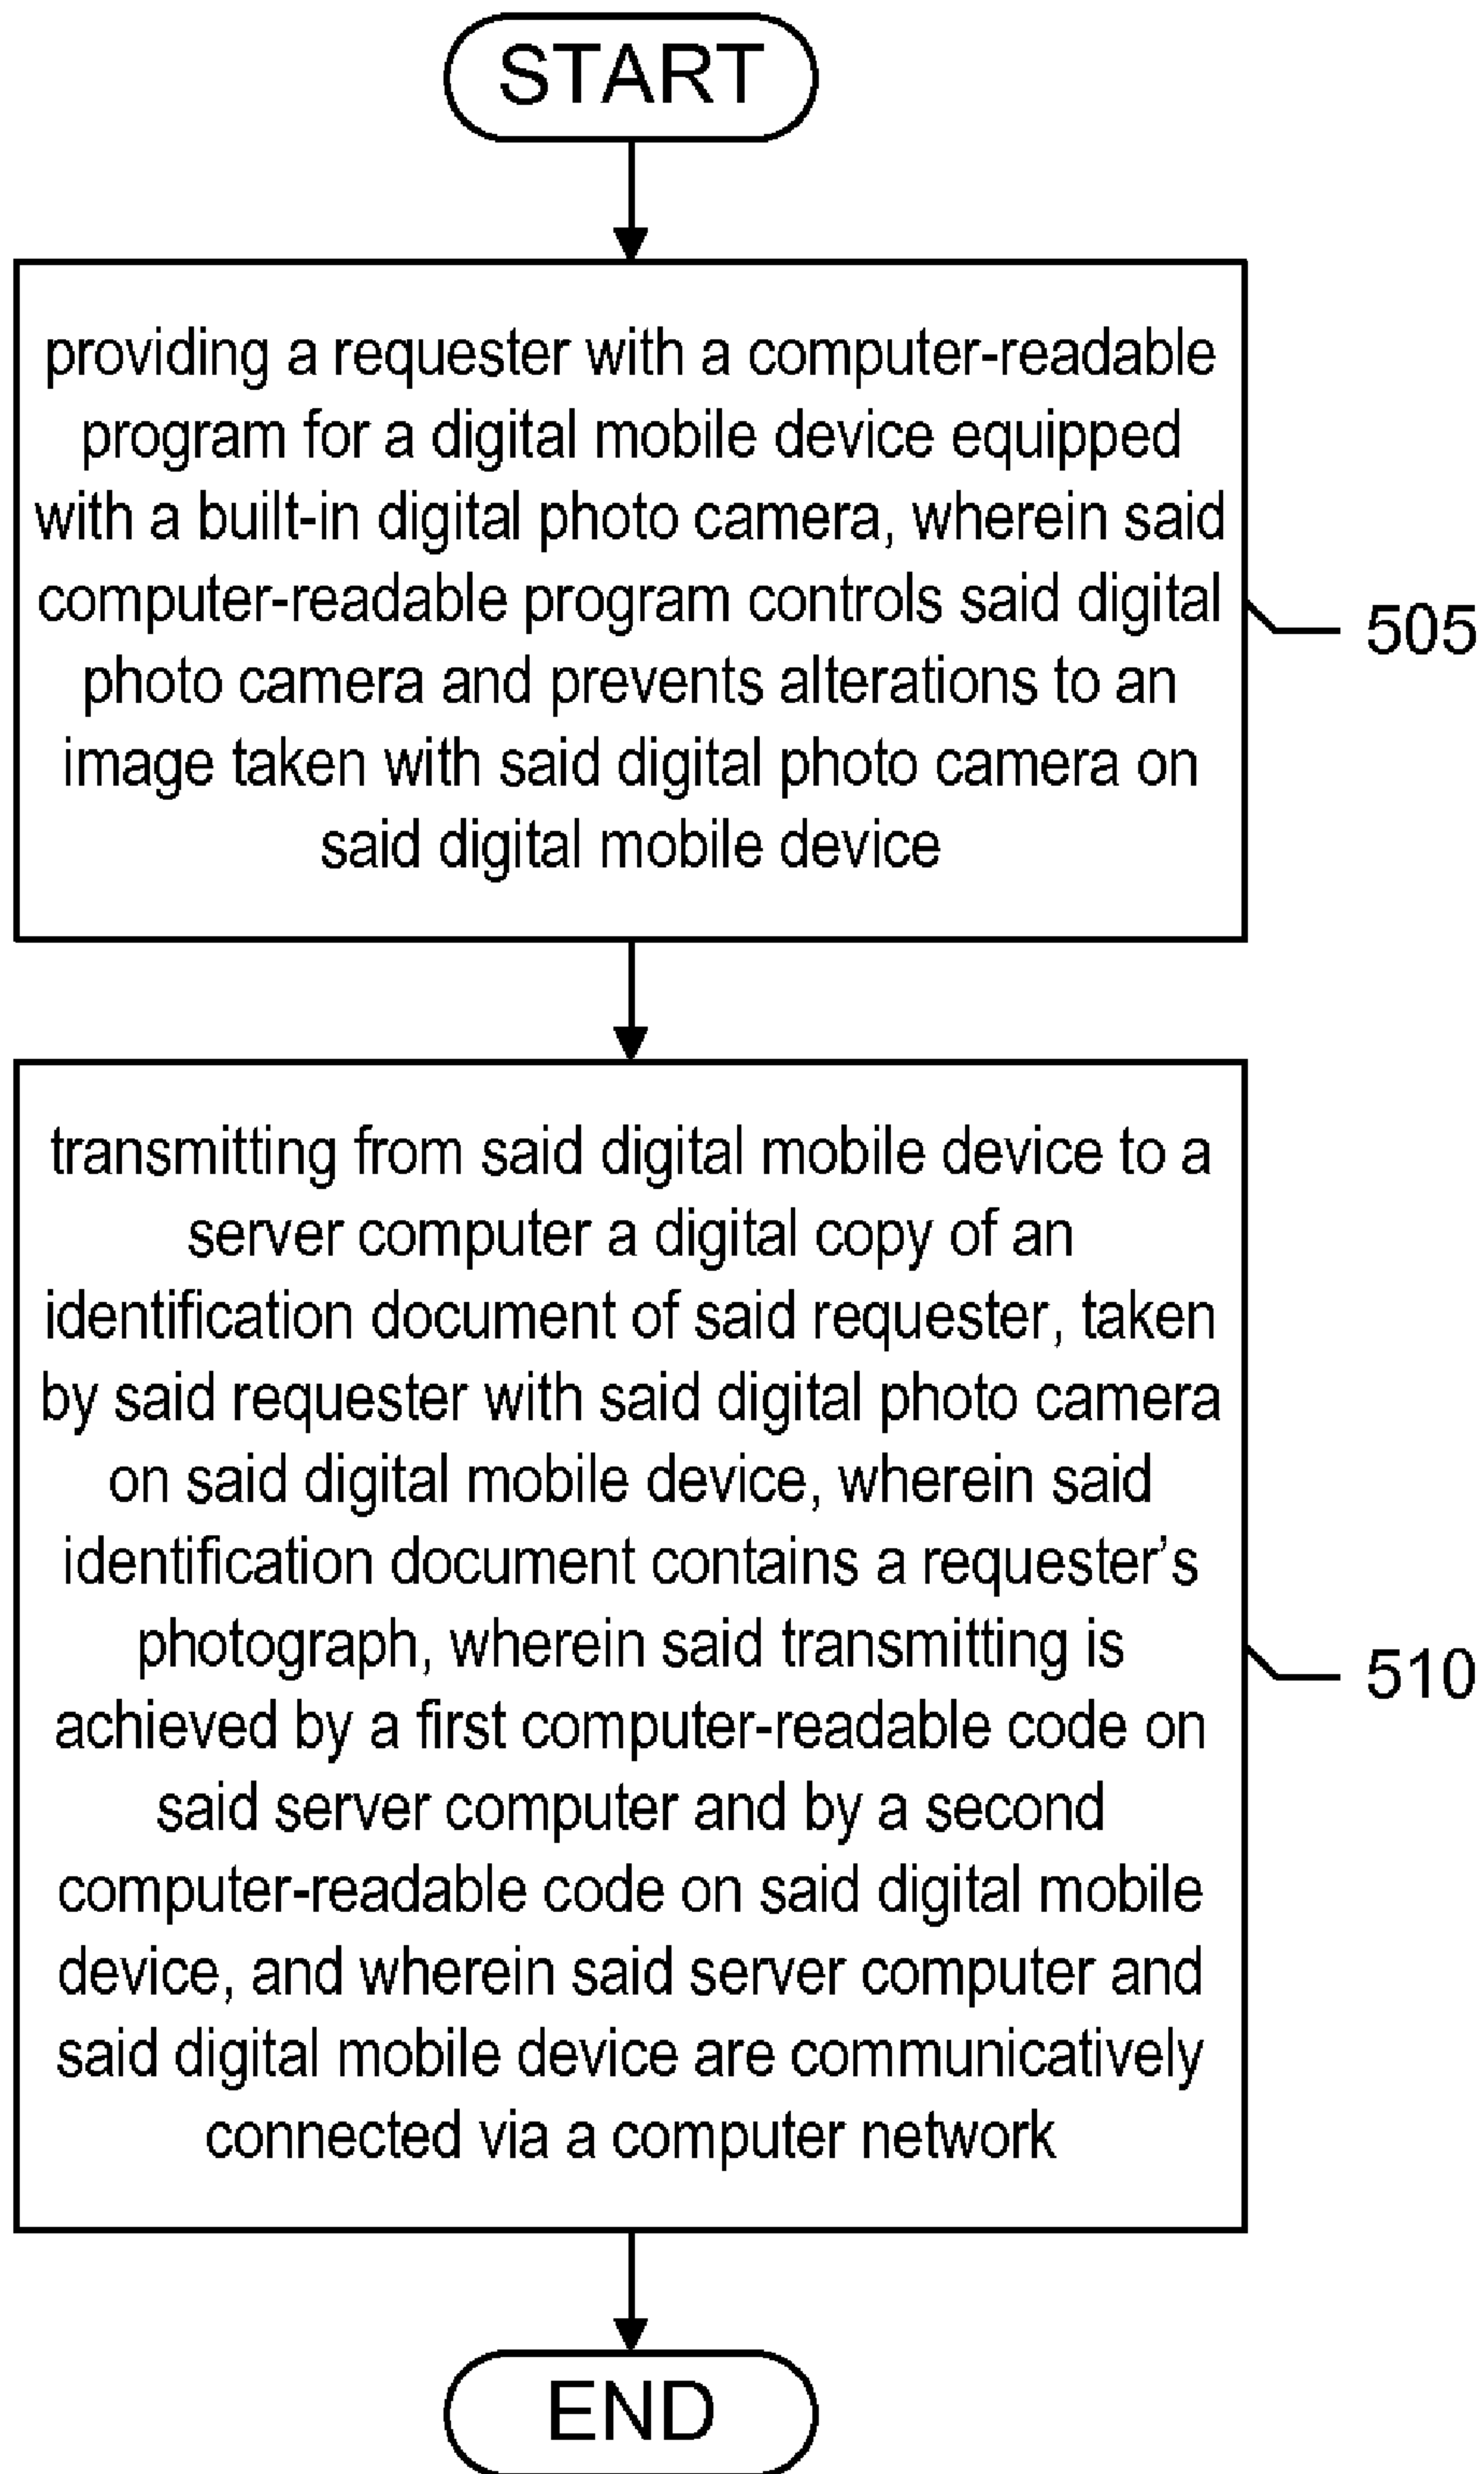 START
providing a requester with a computer-readable
program for a digital mobile device equipped
with a built-in digital photo camera, wherein said
computer-readable program controls said digital
photo camera and prevents alterations to an
image taken with said digital photo camera on
said digital mobile device
505
transmitting from said digital mobile device to a
server computer a digital copy of an
identification document of said requester, taken
by said requester with said digital photo camera
on said digital mobile device, wherein said
identification document contains a requester’s
photograph, wherein said transmitting is
achieved by a first computer-readable code on
said server computer and by a second
computer-readable code on said digital mobile
device, and wherein said server computer and
said digital mobile device are communicatively
connected via a computer network
510
END